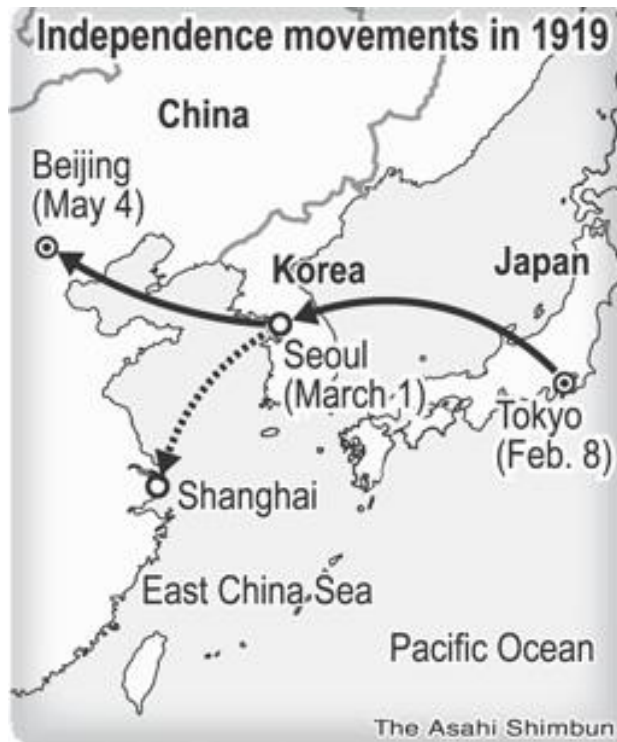 Independence movements in 1919
China
Beijing
(May 4)
Korea
Japan
Seoul
(March 1)
Tokyo
(Feb. 8)
Shanghai
East China Sea
Pacific Ocean
The Asahi Shimbun